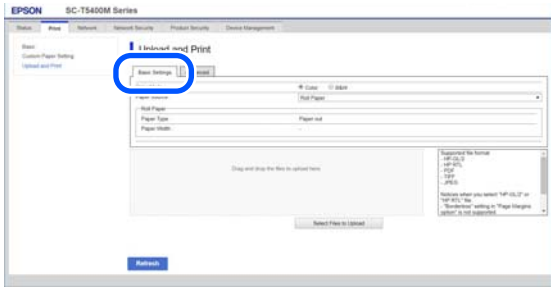 EPSON SC-T5400M Series
Status Print Network Network Security Product Security Device Management
Basic
Custom Paper Setting
Upload and Print
Upload and Print
Basic Settings
Color B&W
Paper Source Roll Paper
Roll Paper
Paper Type Paper out
Paper Width -
Drag and drop the files to upload here.
Supported file format
- HP-GL/2
- HP RTL
- PDF
- TIFF
- JPEG
Notices when you select "HP-GL/2" or
"HP RTL" file
- "Borderless" setting in "Page Margins
option" is not supported.
Select Files to Upload
Refresh